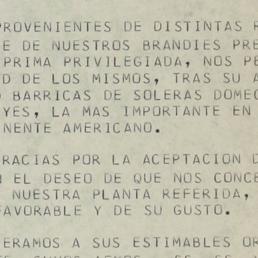 PROVENIENTES DE DISTINTAS
E DE NUESTROS BRANDIES PRE
PRIMA PRIVILEGIADA, NOS PE
D DE LOS MISMOS, TRAS SU A
O BARRICAS DE SOLERAS DOMEC
YES, LA MAS IMPORTANTE EN
NENTE AMERICANO.
RACIAS POR LA ACEPTACION D
N EL DESEO DE QUE NOS CONCE
NUESTRA PLANTA REFERIDA,
FAVORABLE Y DE SU GUSTO.
ERAMOS A SUS ESTIMABLES OR